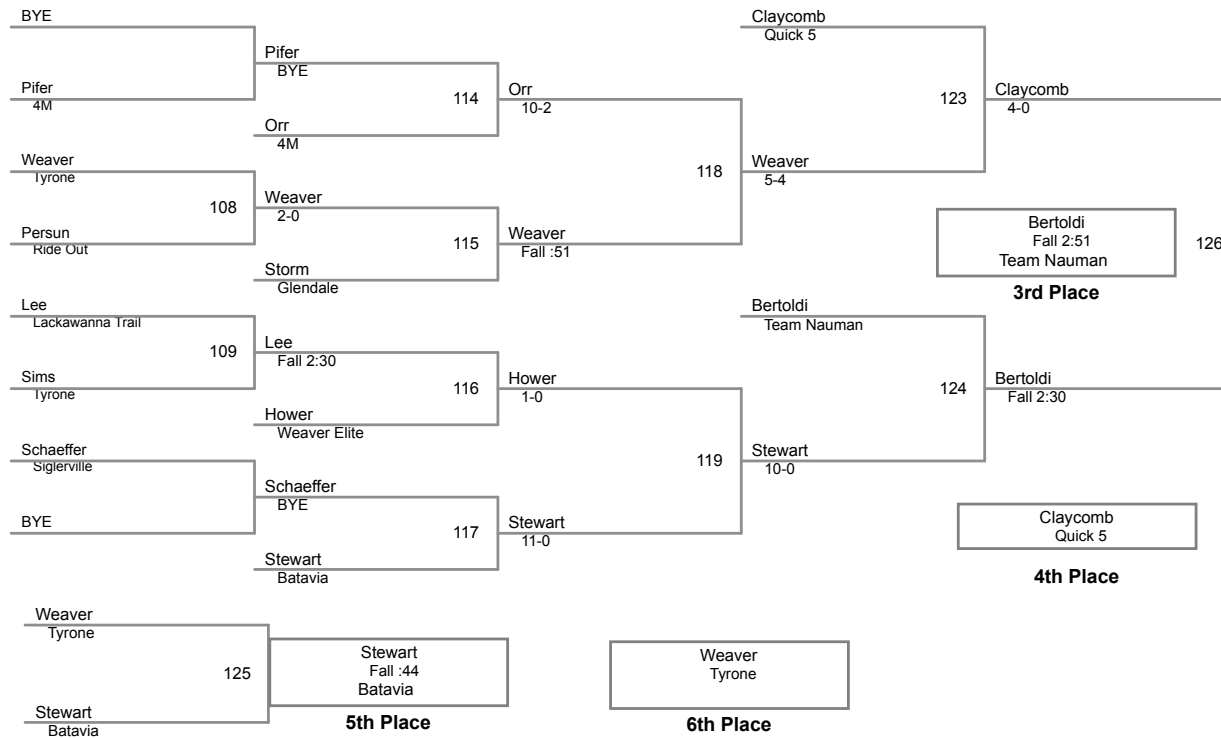 BYE
Pifer
4M
Weaver
Tyrone
Persun
Ride Out
Lee
Lackawanna Trail
Sims
Tyrone
Schaeffer
Siglerville
BYE
108
109
Pifer
BYE
Orr
4M
Weaver
2-0
Storm
Glendale
Lee
Fall 2:30
Hower
Weaver Elite
Schaeffer
BYE
Stewart
Batavia
114
115
116
117
Orr
10-2
Weaver
Fall :51
Hower
1-0
Stewart
11-0
118
119
Claycomb
Quick 5
Weaver
5-4
Bertoldi
Team Nauman
Stewart
10-0
123
124
Claycomb
4-0
Bertoldi
Fall 2:30
Bertoldi
Fall 2:51
Team Nauman
126
3rd Place
Claycomb
Quick 5
4th Place
Weaver
Tyrone
Stewart
Batavia
125
Stewart
Fall :44
Batavia
5th Place
Weaver
Tyrone
6th Place